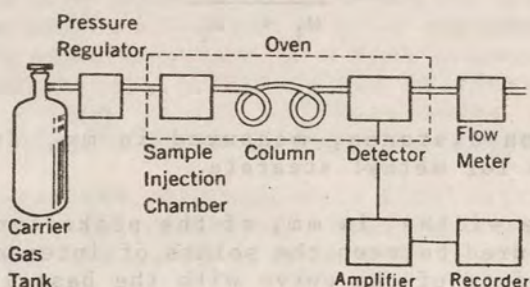 Pressure
Regulator
Oven
Sample
Injection
Chamber
Column
Detector
Flow
Meter
Carrier
Gas
Tank
Amplifier
Recorder